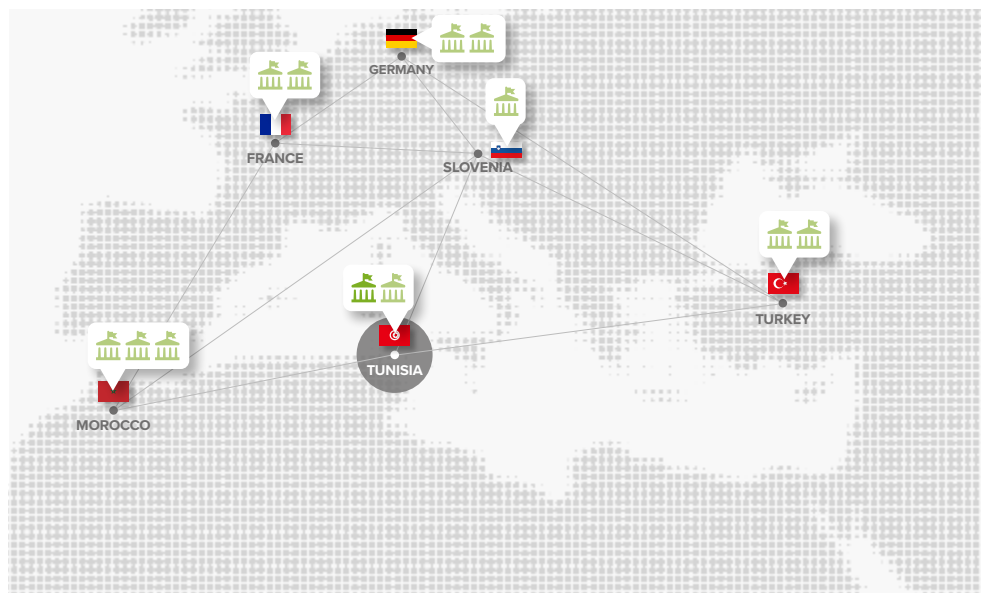 GERMANY
FRANCE
SLOVENIA
TURKEY
TUNISIA
MOROCCO